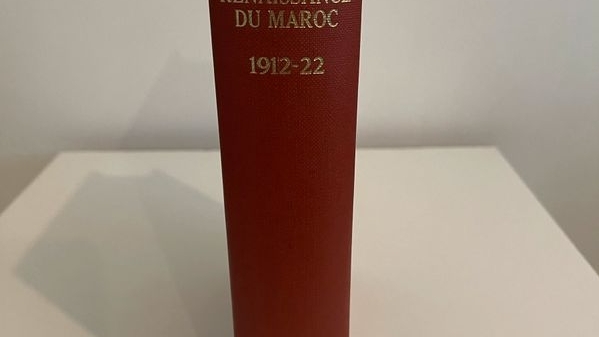 RENAISSANCE
DU MAROC
1912-22